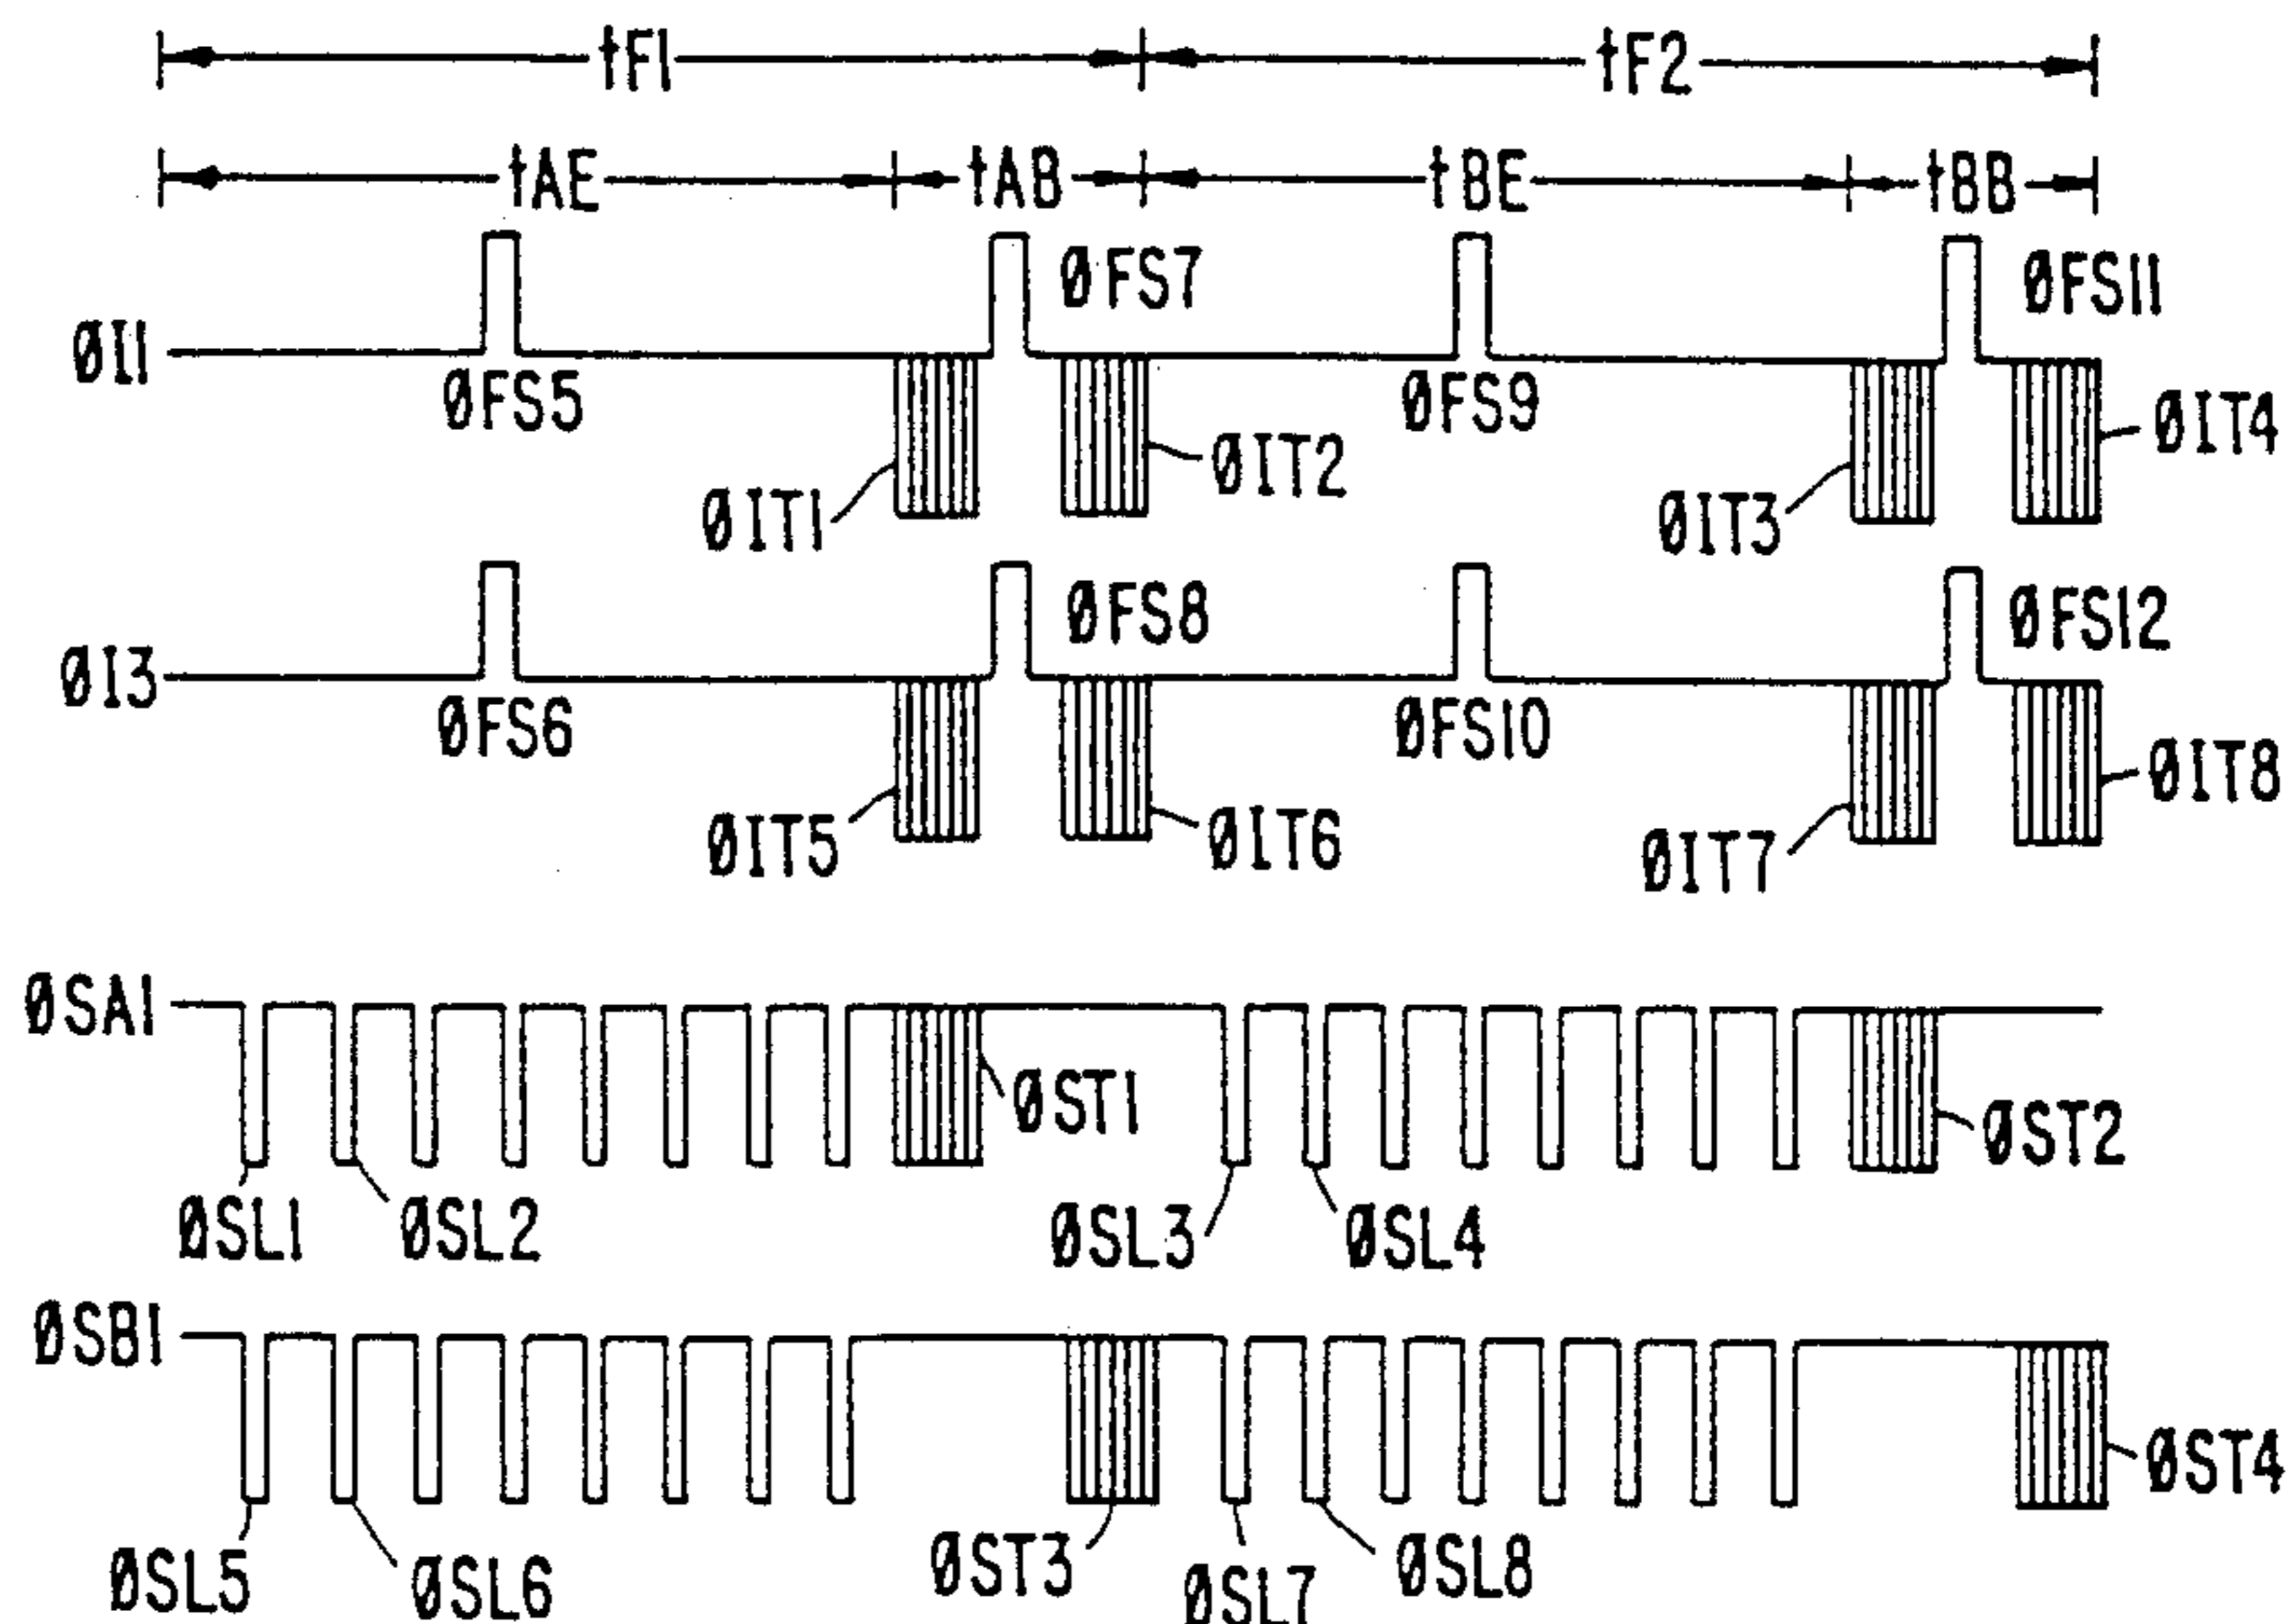 tF1 tF2
tAE tAB tBE tBB
ØFS7 ØFS11
ØI1
ØFS5 ØFS9
ØIT1 ØIT2 ØIT3 ØIT4
ØFS8 ØFS12
ØI3
ØFS6 ØFS10
ØIT5 ØIT6 ØIT7 ØIT8
ØSA1
ØST1 ØST2
ØSL1 ØSL2 ØSL3 ØSL4
ØSB1
ØST4
ØSL5 ØSL6 ØST3 ØSL7 ØSL8